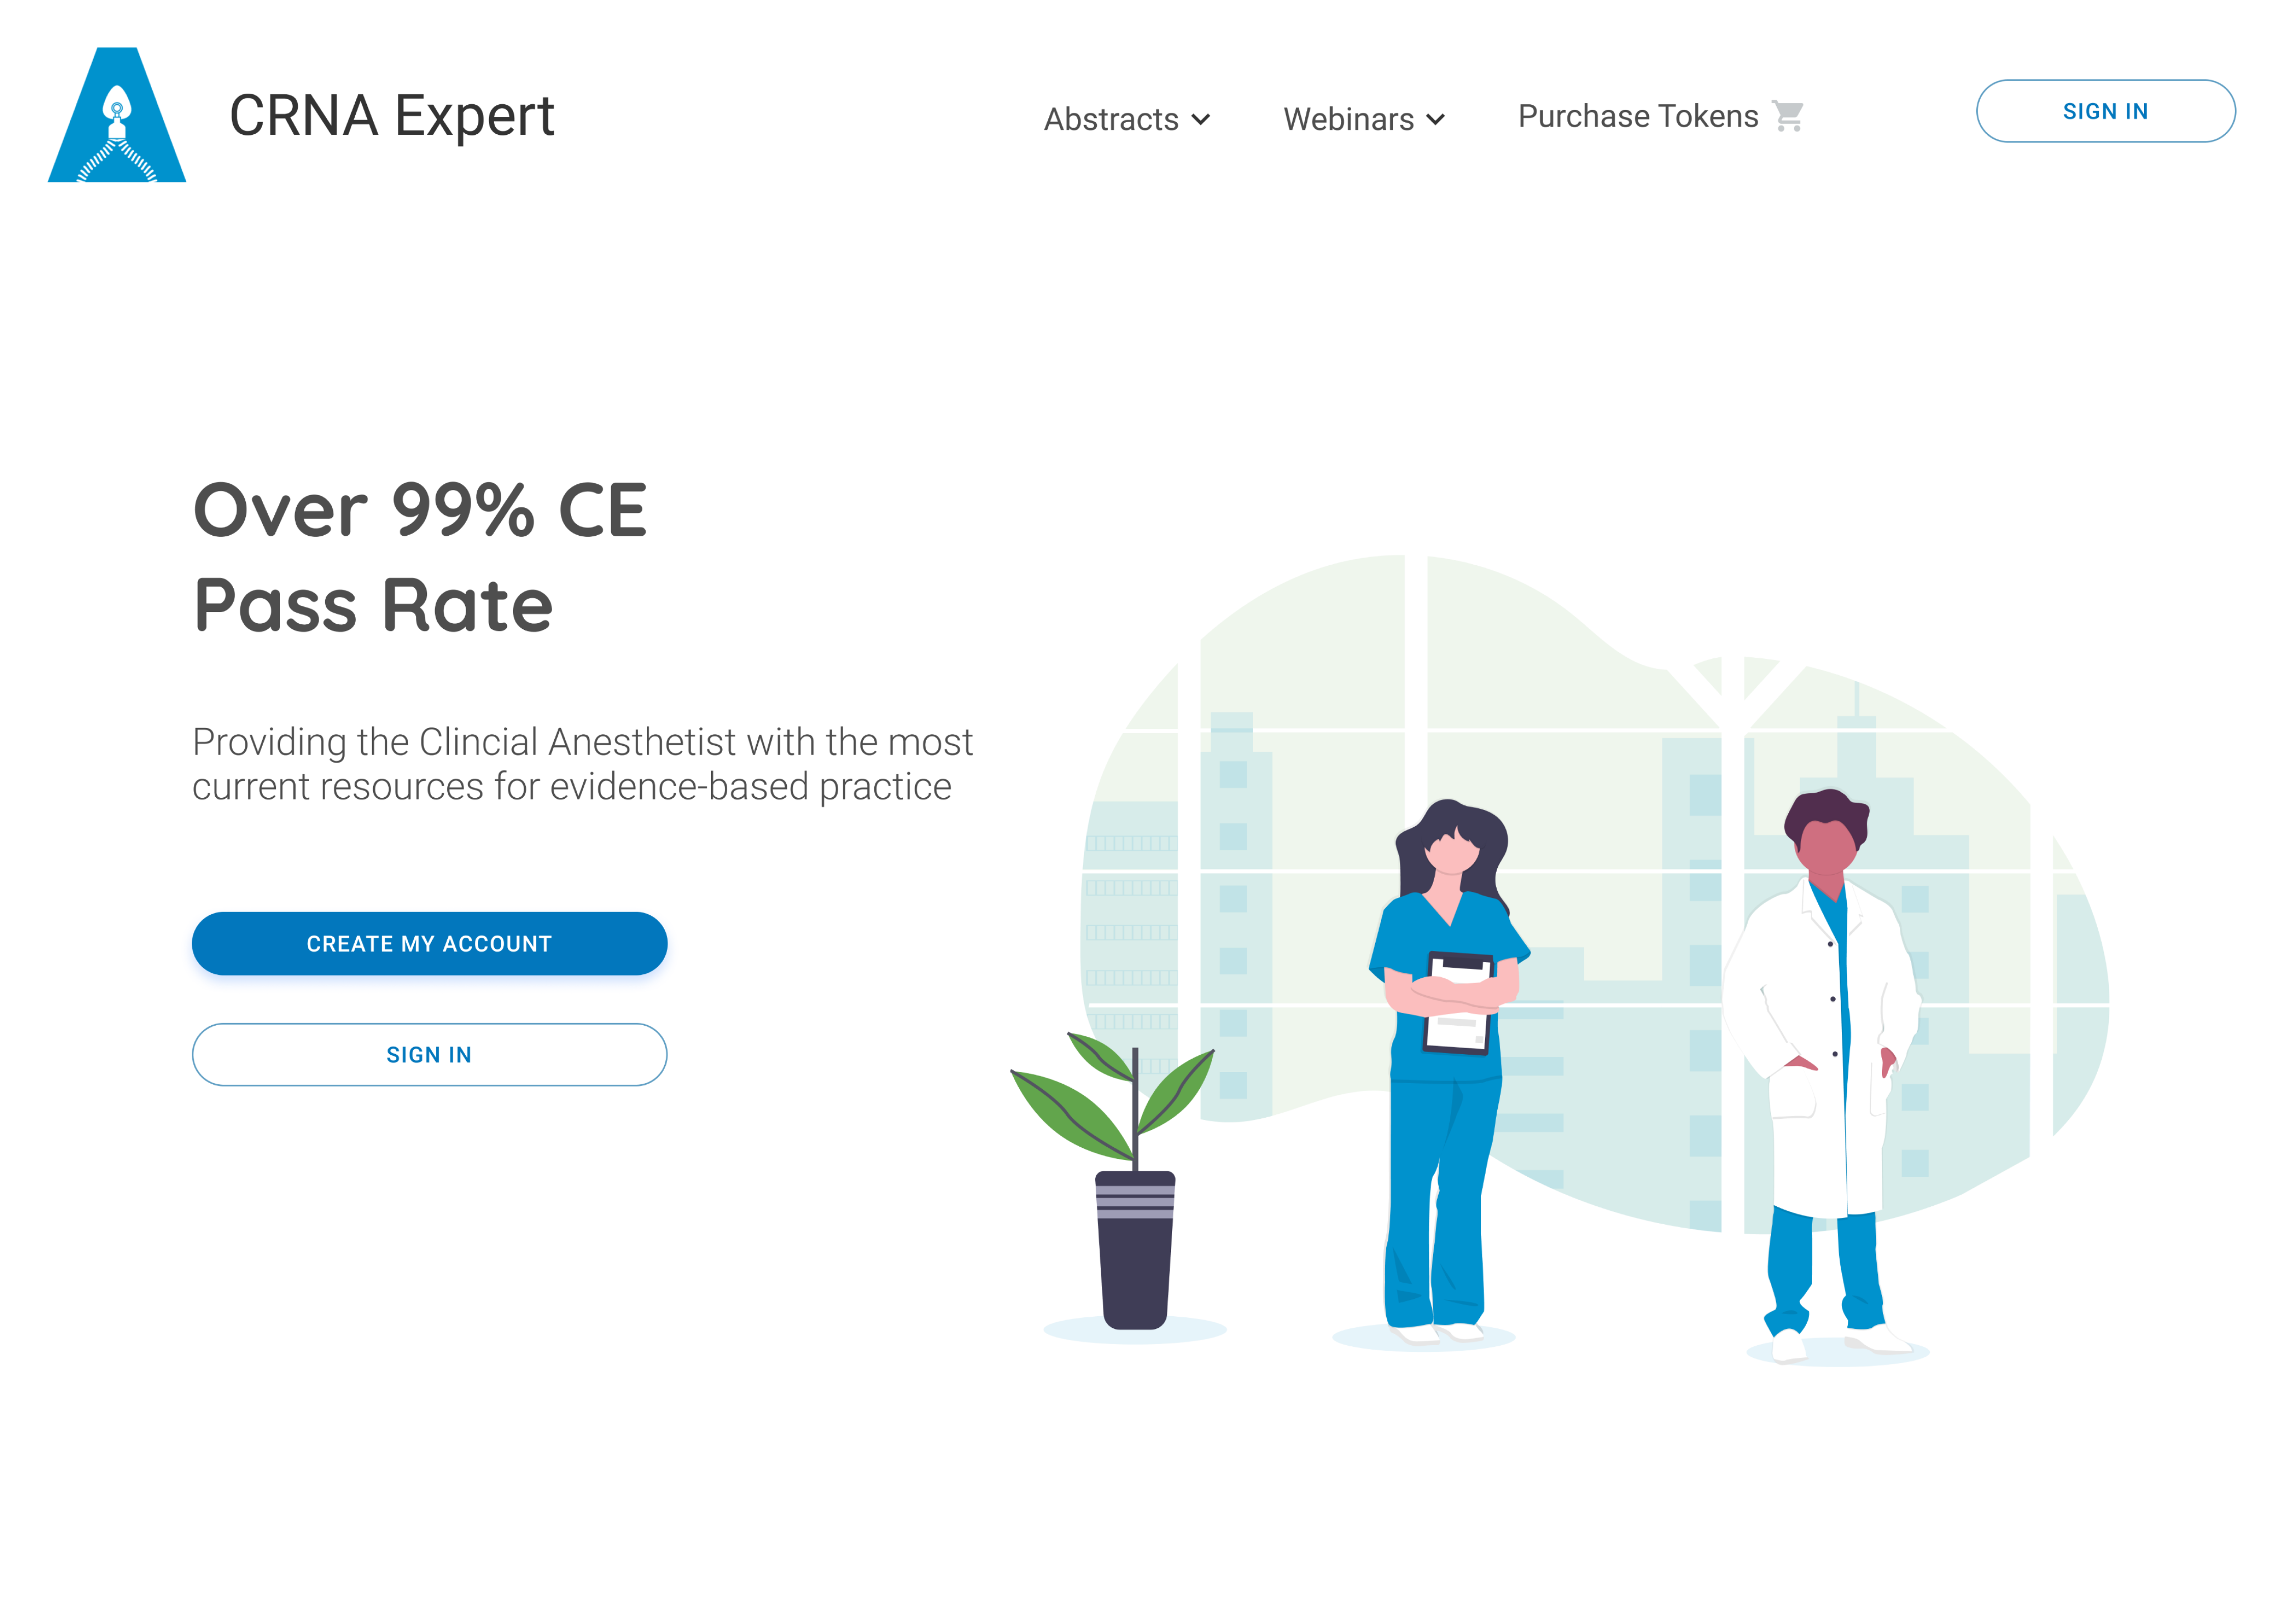 CRNA Expert
Abstracts
Webinars
Purchase Tokens
SIGN IN
Over 99% CE
Pass Rate
Providing the Clincial Anesthetist with the most
current resources for evidence-based practice
CREATE MY ACCOUNT
SIGN IN